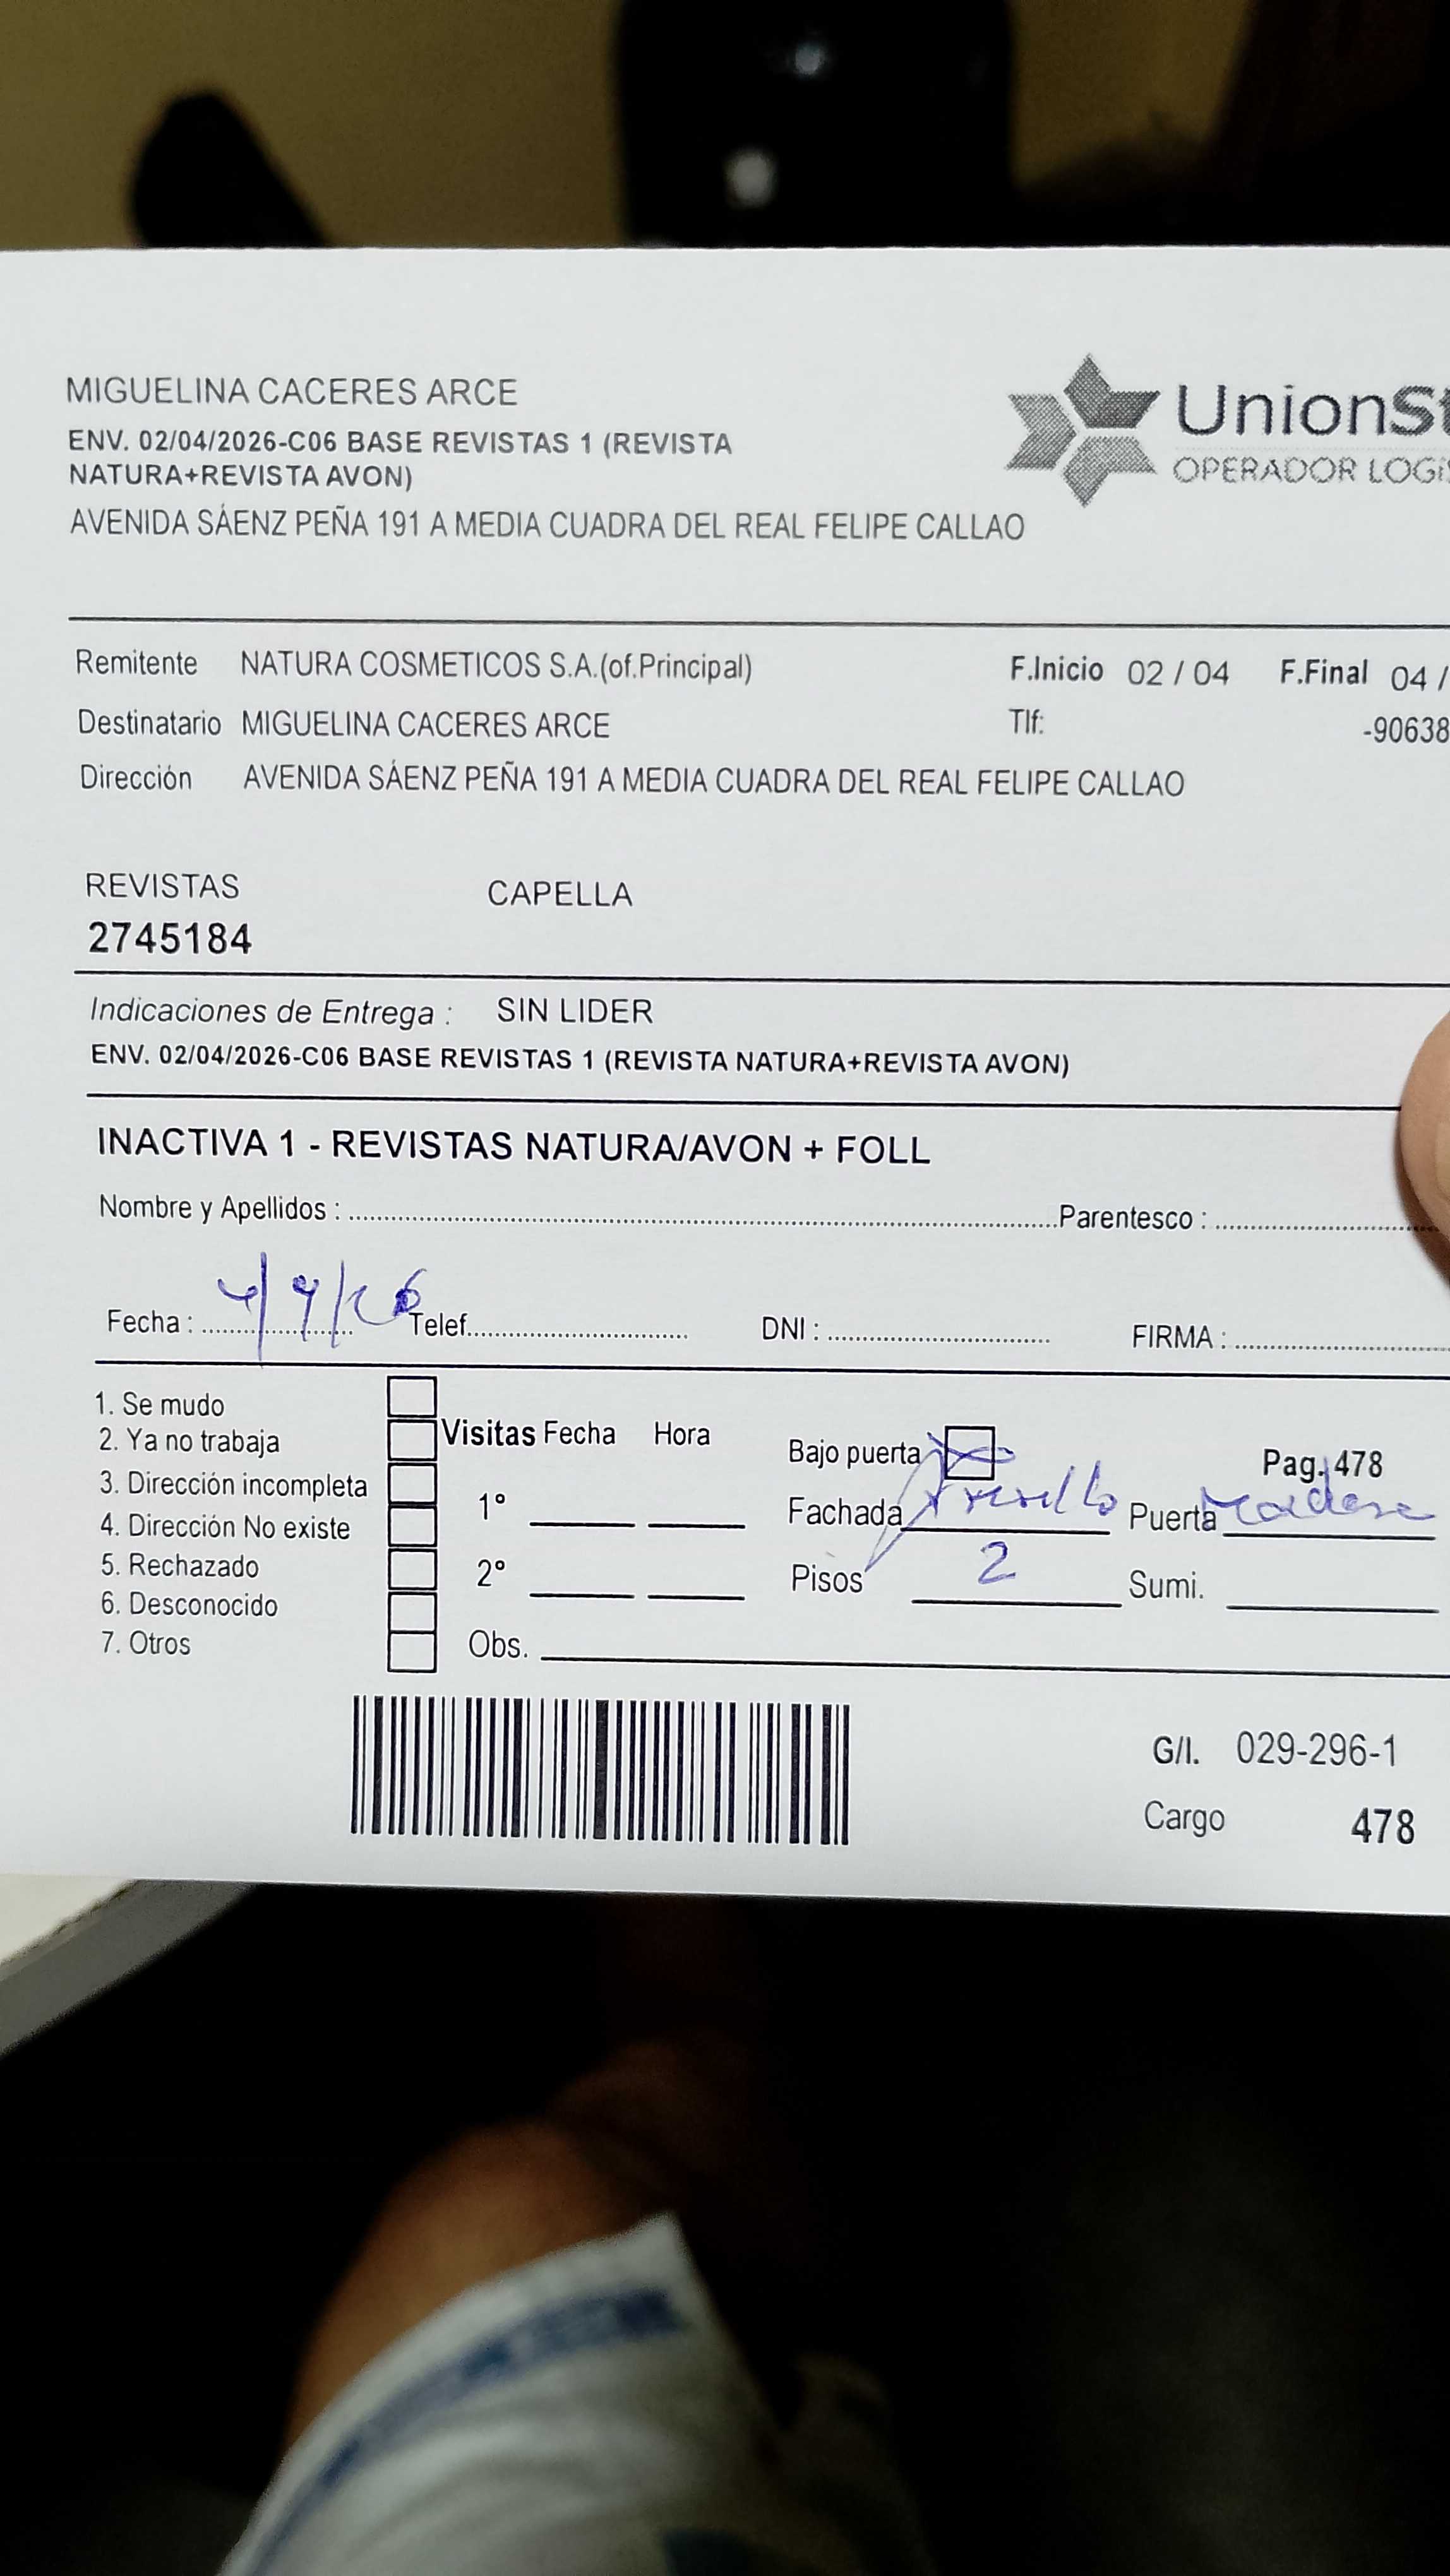 MIGUELINA CACERES ARCE
ENV. 02/04/2026-C06 BASE REVISTAS 1 (REVISTA
NATURA+REVISTA AVON)
AVENIDA SÁENZ PEÑA 191 A MEDIA CUADRA DEL REAL FELIPE CALLAO
UnionSt
OPERADOR LOGÍS
Remitente NATURA COSMETICOS S.A.(of.Principal) F.Inicio 02 / 04 F.Final 04 /
Destinatario MIGUELINA CACERES ARCE Tlf: -90638
Dirección AVENIDA SÁENZ PEÑA 191 A MEDIA CUADRA DEL REAL FELIPE CALLAO
REVISTAS CAPELLA
2745184
Indicaciones de Entrega : SIN LIDER
ENV. 02/04/2026-C06 BASE REVISTAS 1 (REVISTA NATURA+REVISTA AVON)
INACTIVA 1 - REVISTAS NATURA/AVON + FOLL
Nombre y Apellidos : Parentesco :
Fecha : 4/4/26 Telef. DNI : FIRMA :
1. Se mudo
2. Ya no trabaja
3. Dirección incompleta
4. Dirección No existe
5. Rechazado
6. Desconocido
7. Otros
Visitas Fecha Hora
1°
2°
Obs.
Bajo puerta Pag. 478
Fachada Puerta
Pisos 2 Sumi.
G/I. 029-296-1
Cargo 478